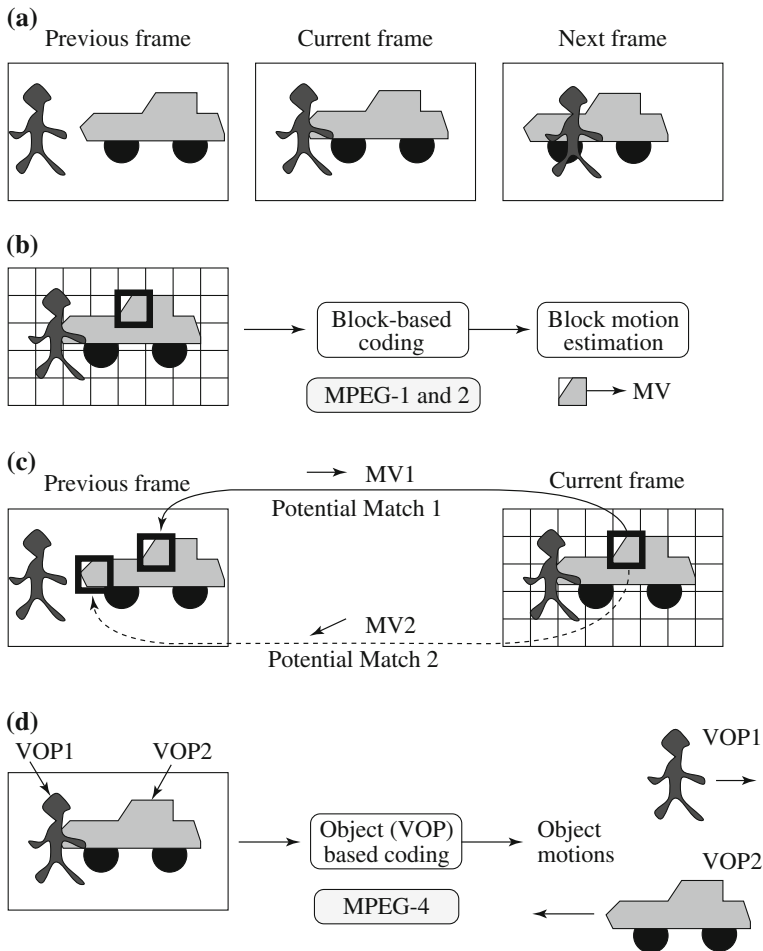 (a)
Previous frame
Current frame
Next frame
(b)
Block-based
coding
Block motion
estimation
MPEG-1 and 2
MV
(c)
Previous frame
MV1
Current frame
Potential Match 1
MV2
Potential Match 2
(d)
VOP1
VOP2
VOP1
Object (VOP)
based coding
Object
motions
VOP2
MPEG-4